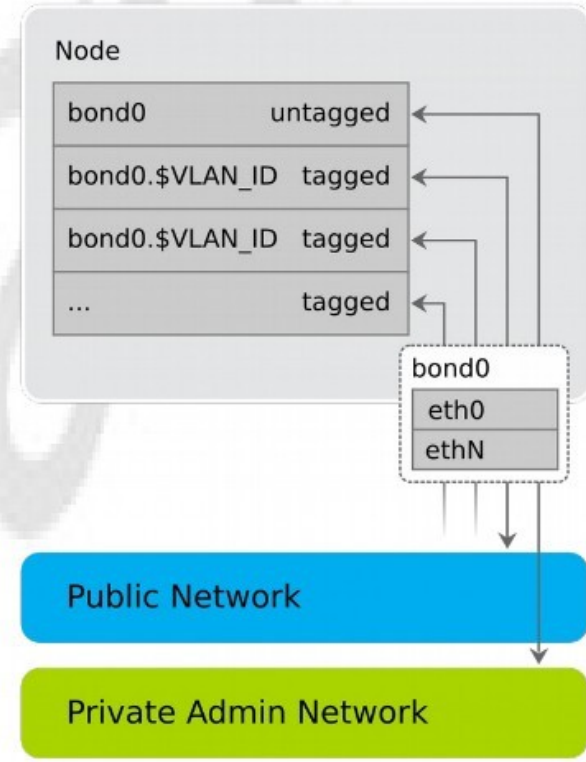 Node
bond0 untagged
bond0.$VLAN_ID tagged
bond0.$VLAN_ID tagged
... tagged
bond0
eth0
ethN
Public Network
Private Admin Network